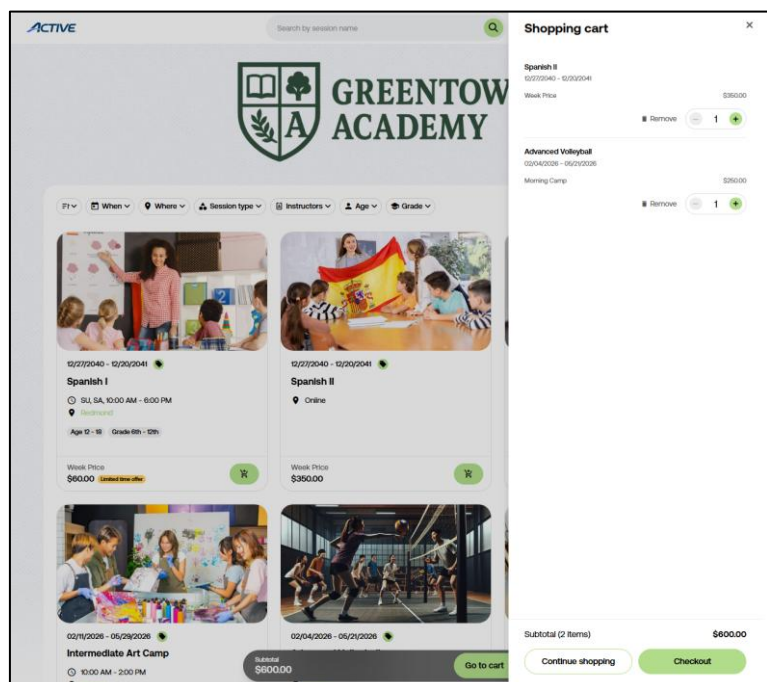 ACTIVE
Search by session name
GREENTOW
ACADEMY
A
When
Where
Session type
Instructors
Age
Grade
12/27/2040 - 12/20/2041
Spanish I
SU, SA, 10:00 AM - 6:00 PM
Redmond
Age 12 - 18 Grade 6th - 12th
Week Price
$60.00 Limited time offer
2
12/27/2040 - 12/20/2041
Spanish II
Online
Week Price
$350.00
02/11/2026 - 05/29/2026
Intermediate Art Camp
10:00 AM - 2:00 PM
02/04/2026 - 05/21/2026
Subtotal
$600.00
Go to cart
Shopping cart
Spanish II
12/27/2040 - 12/20/2041
Week Price $350.00
Remove 1
Advanced Volleyball
02/04/2026 - 05/21/2026
Morning Camp $250.00
Remove 1
Subtotal (2 items) $600.00
Continue shopping
Checkout